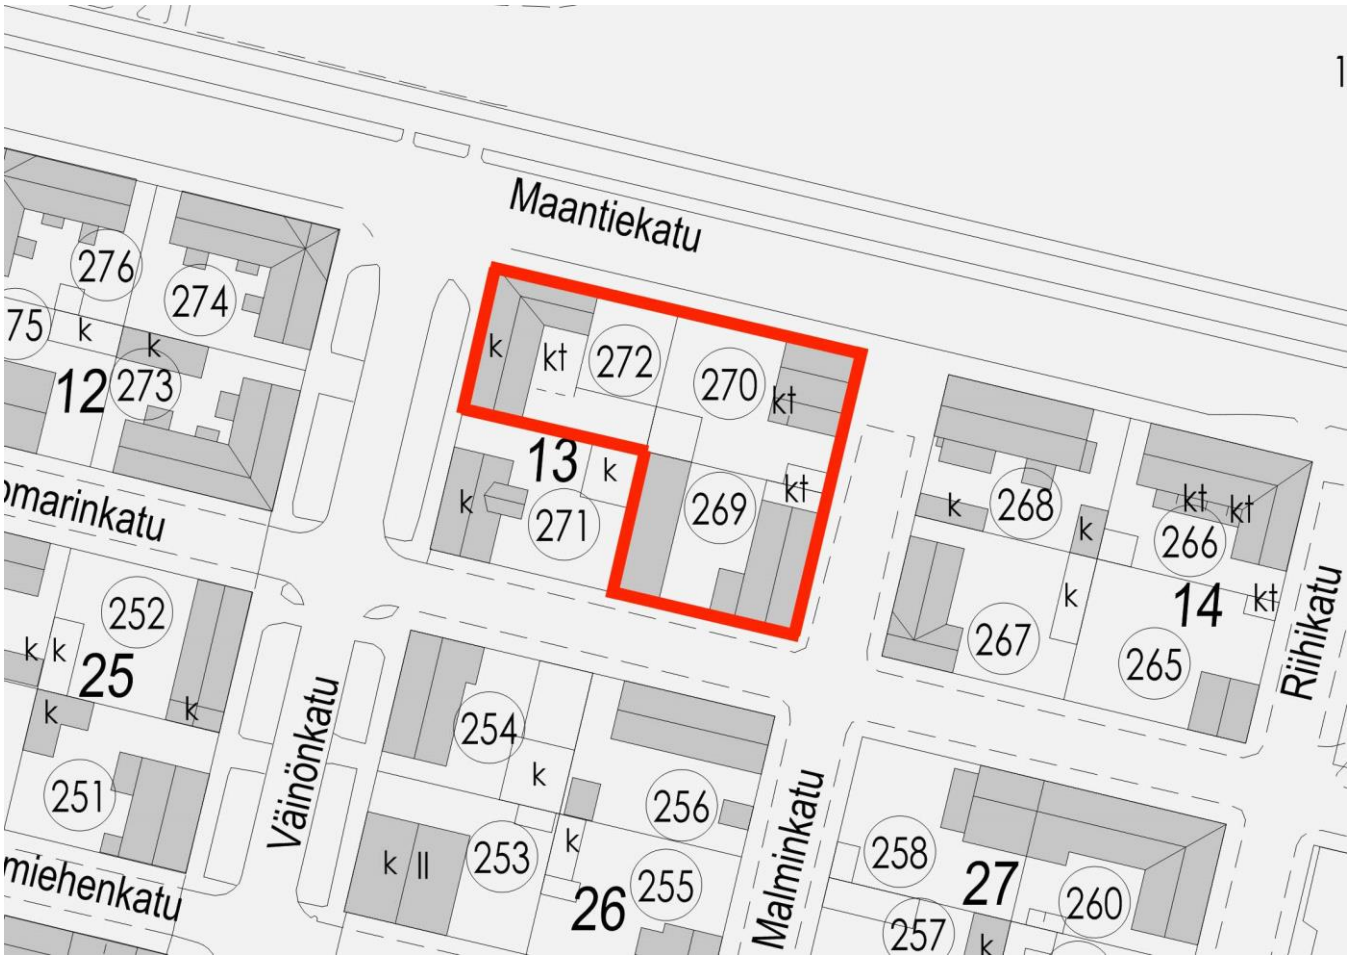 1
Maantiekatu
276
274
75
k
k
12
273
k
kt
272
270
kt
13
k
kt
k
271
269
omarinkatu
k
268
k
kt
kt
266
k
267
14
kt
265
Riihikatu
252
k
k
25
k
k
251
254
k
Väinönkatu
256
k
k
II
253
255
26
Malminkatu
258
27
260
257
k
miehenkatu